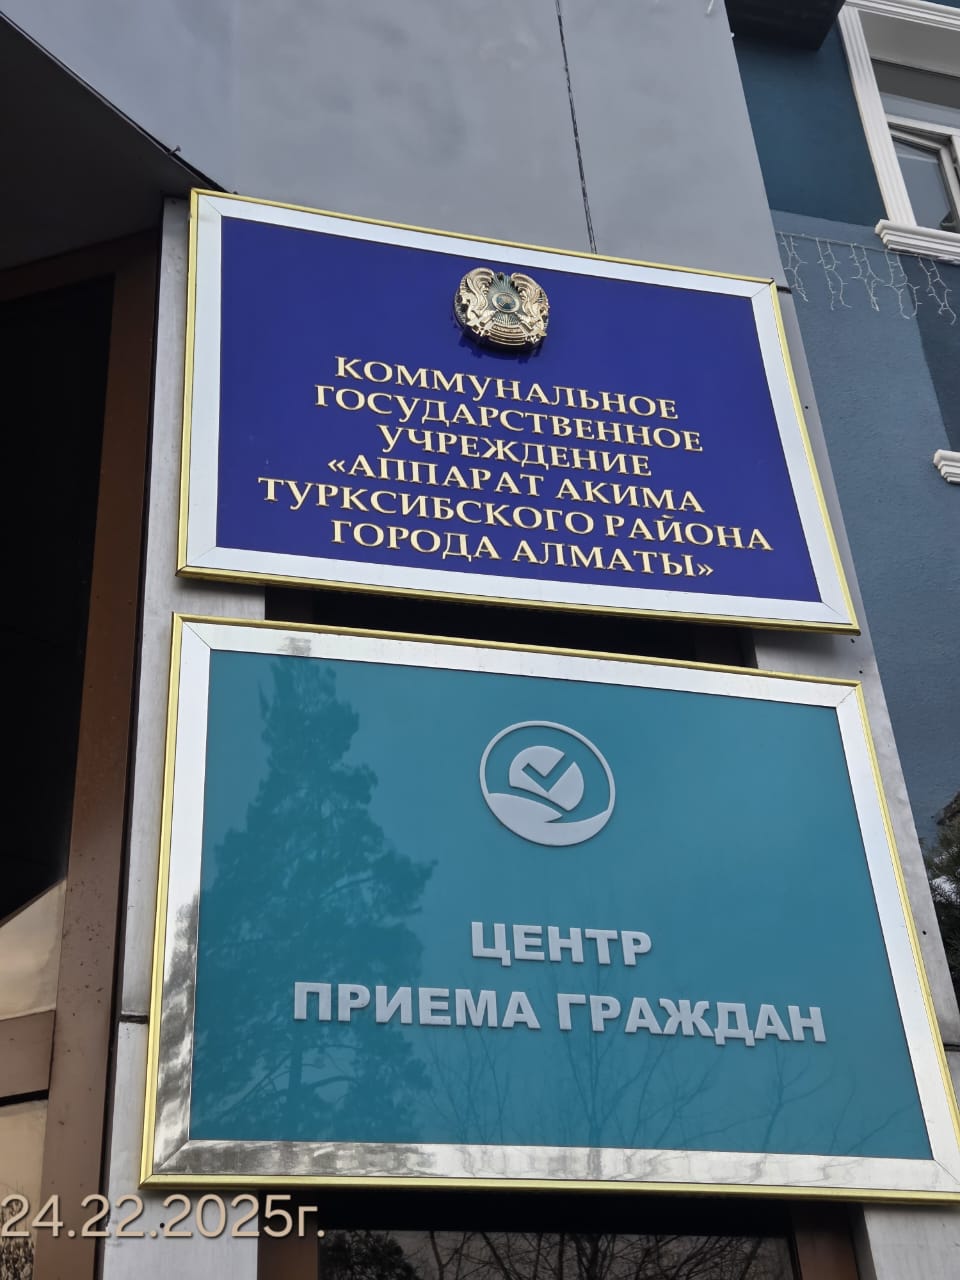 КОММУНАЛЬНОЕ
ГОСУДАРСТВЕННОЕ
УЧРЕЖДЕНИЕ
«АППАРАТ АКИМА
ТУРКСИБСКОГО РАЙОНА
ГОРОДА АЛМАТЫ»
ЦЕНТР
ПРИЕМА ГРАЖДАН
24.22.2025г.